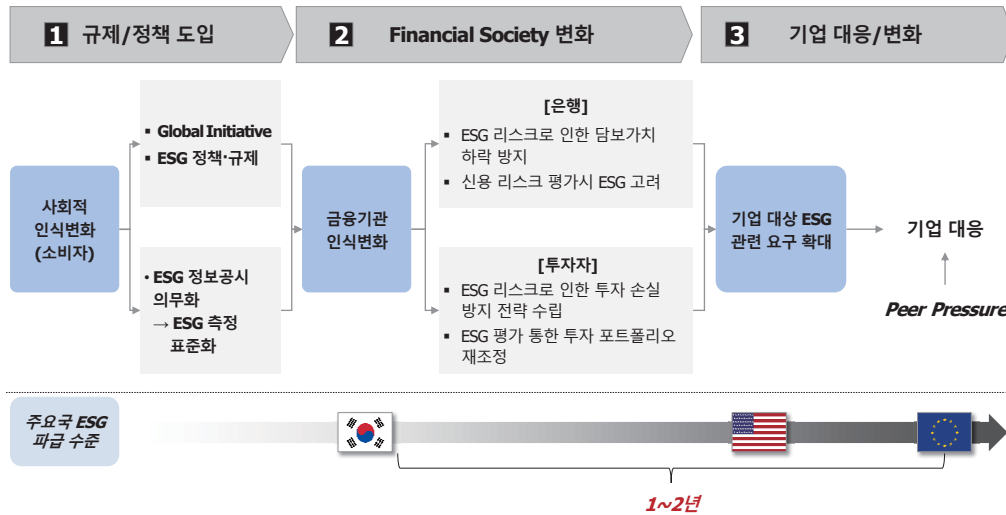 1 규제/정책 도입
2 Financial Society 변화
3 기업 대응/변화
사회적
인식변화
(소비자)
▪ Global Initiative
▪ ESG 정책·규제
• ESG 정보공시
의무화
→ ESG 측정
표준화
금융기관
인식변화
[은행]
▪ ESG 리스크로 인한 담보가치
하락 방지
▪ 신용 리스크 평가시 ESG 고려
[투자자]
▪ ESG 리스크로 인한 투자 손실
방지 전략 수립
▪ ESG 평가 통한 투자 포트폴리오
재조정
기업 대상 ESG
관련 요구 확대
기업 대응
Peer Pressure
주요국 ESG
파급 수준
1~2년